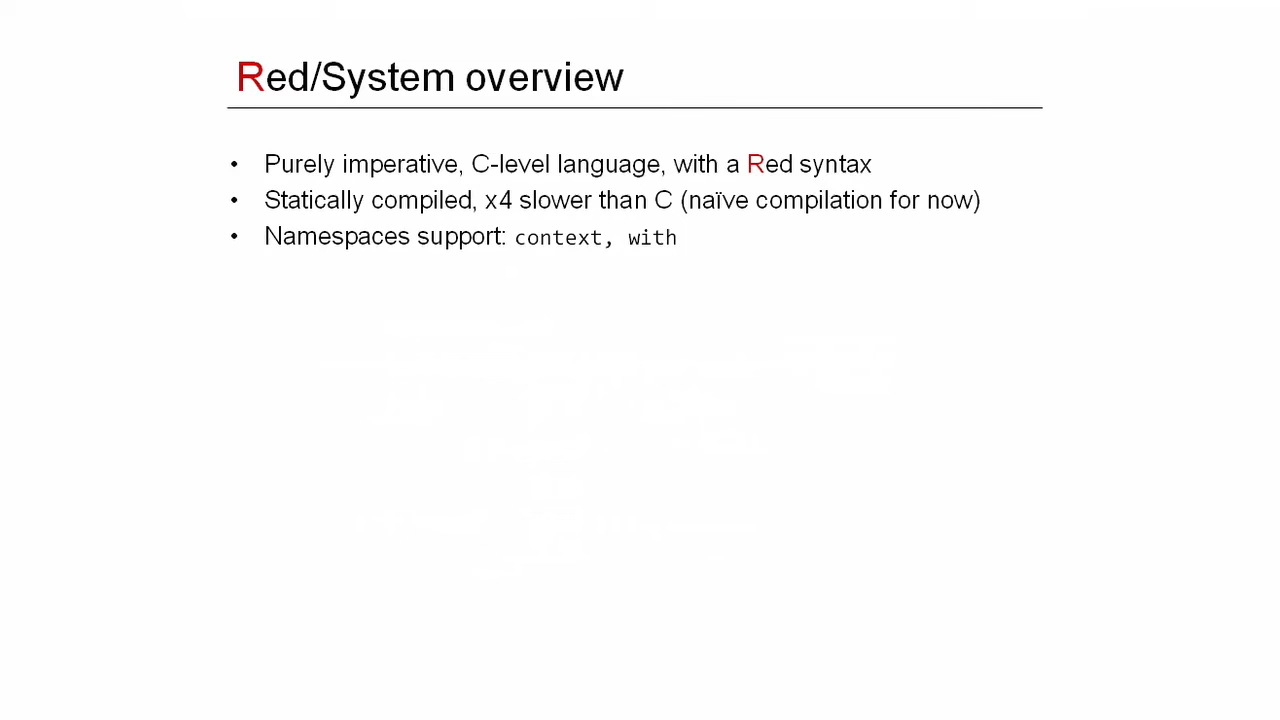 Red/System overview
• Purely imperative, C-level language, with a Red syntax
• Statically compiled, x4 slower than C (naïve compilation for now)
• Namespaces support: context, with